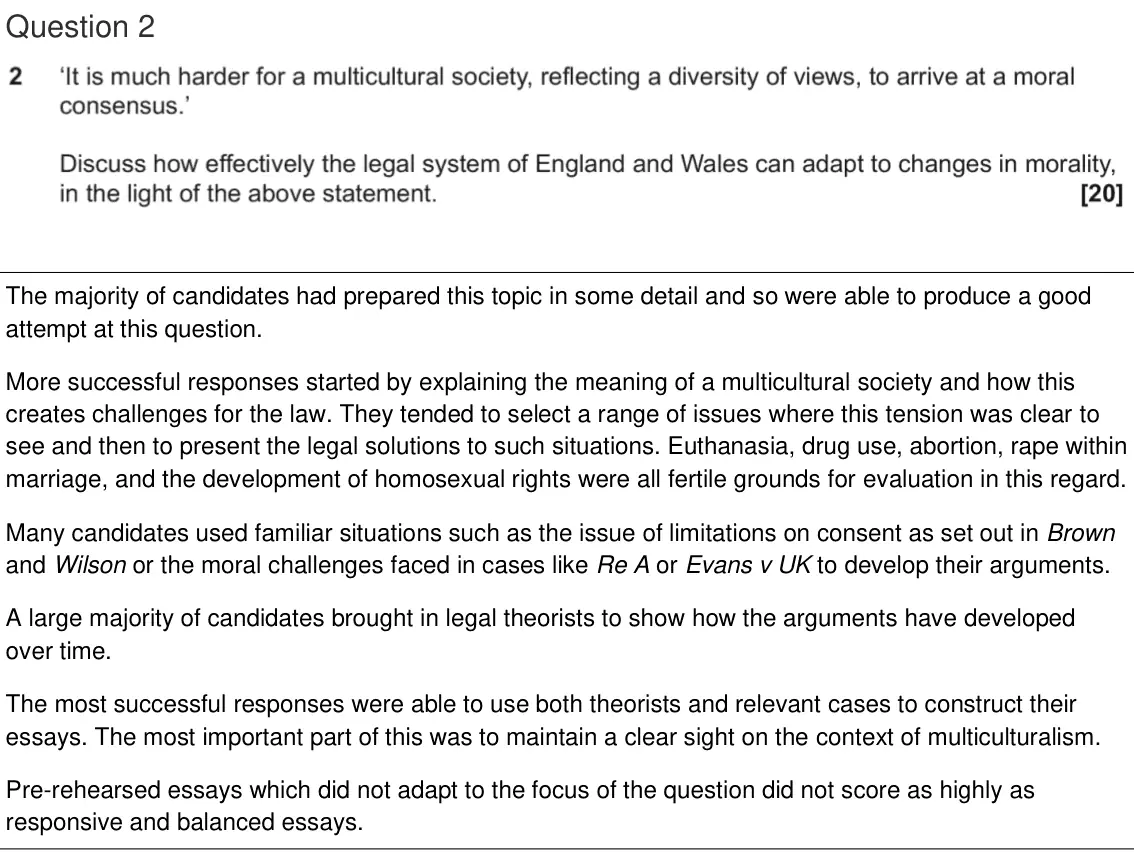 Question 2
2 ‘It is much harder for a multicultural society, reflecting a diversity of views, to arrive at a moral
consensus.’
Discuss how effectively the legal system of England and Wales can adapt to changes in morality,
in the light of the above statement. [20]
The majority of candidates had prepared this topic in some detail and so were able to produce a good
attempt at this question.
More successful responses started by explaining the meaning of a multicultural society and how this
creates challenges for the law. They tended to select a range of issues where this tension was clear to
see and then to present the legal solutions to such situations. Euthanasia, drug use, abortion, rape within
marriage, and the development of homosexual rights were all fertile grounds for evaluation in this regard.
Many candidates used familiar situations such as the issue of limitations on consent as set out in Brown
and Wilson or the moral challenges faced in cases like Re A or Evans v UK to develop their arguments.
A large majority of candidates brought in legal theorists to show how the arguments have developed
over time.
The most successful responses were able to use both theorists and relevant cases to construct their
essays. The most important part of this was to maintain a clear sight on the context of multiculturalism.
Pre-rehearsed essays which did not adapt to the focus of the question did not score as highly as
responsive and balanced essays.